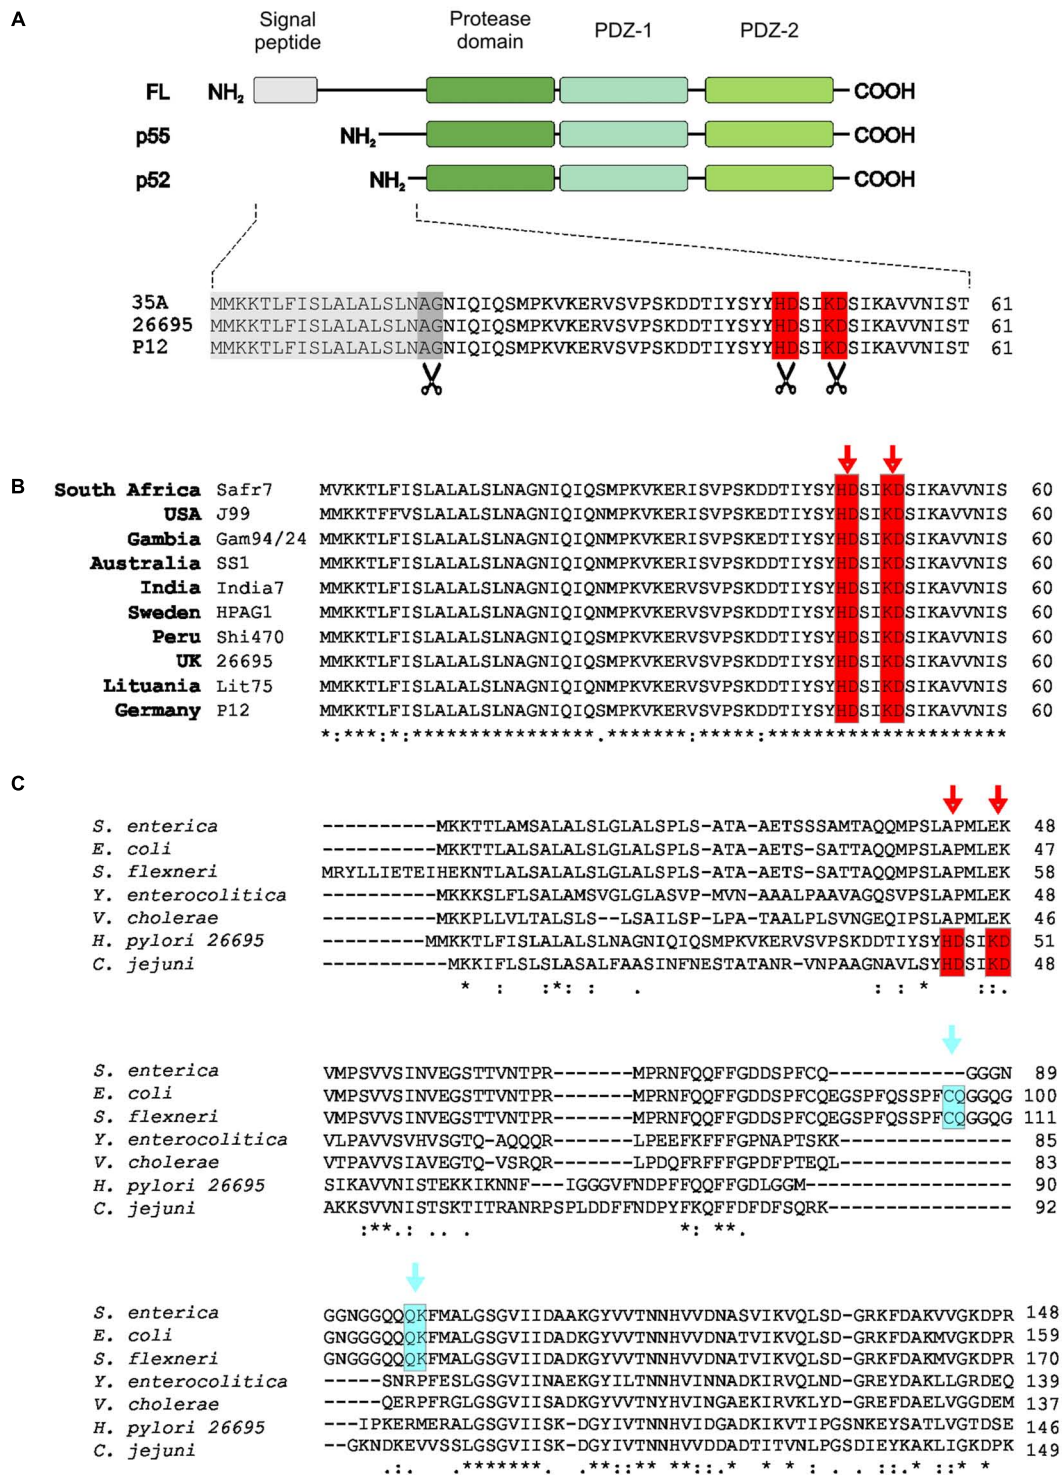 A
Signal peptide
Protease domain
PDZ-1
PDZ-2
FL NH2 COOH
p55 NH2 COOH
p52 NH2 COOH
35A MMKKTLFISLALALSLNAGNIQIQSMPKVKERVSVPSKDDTIYSYYHDSIKDSIKAVVNIST 61
26695 MMKKTLFISLALALSLNAGNIQIQSMPKVKERVSVPSKDDTIYSYYHDSIKDSIKAVVNIST 61
P12 MMKKTLFISLALALSLNAGNIQIQSMPKVKERVSVPSKDDTIYSYYHDSIKDSIKAVVNIST 61
B
South Africa Safr7 MVKKTLFISLALALSLNAGNIQIQSMPKVKERISVPSKDDTIYSYHDSIKDSIKAVVNIS 60
USA J99 MMKKTFFVSLALALSLNAGNIQIQNMPKVKERVSVPSKEDTIYSYHDSIKDSIKAVVNIS 60
Gambia Gam94/24 MMKKTLFISLALALSLNAGNIQIQSMPKVKERVSVPSKEDTIYSYHDSIKDSIKAVVNIS 60
Australia SS1 MMKKTLFISLALALSLNAGNIQIQSMPKVKERVSVPSKDDTIYSYHDSIKDSIKAVVNIS 60
India India7 MMKKTLFISLALALSLNAGNIQIQSMPKVKERVSVPSKDDTIYSYHDSIKDSIKAVVNIS 60
Sweden HPAG1 MMKKTLFISLALALSLNAGNIQIQNMPKVKERVSVPSKDDTIYSYHDSIKDSIKAVVNIS 60
Peru Shi470 MMKKTLFISLALALSLNAGNIQIQSMPKVKERVSVPSKDDTIYSYHDSIKDSIKAVVNIS 60
UK 26695 MMKKTLFISLALALSLNAGNIQIQSMPKVKERVSVPSKDDTIYSYHDSIKDSIKAVVNIS 60
Lituania Lit75 MMKKTLFISLALALSLNAGNIQIQNMPKVKERVSVPSKDDTIYSYHDSIKDSIKAVVNIS 60
Germany P12 MMKKTLFISLALALSLNAGNIQIQSMPKVKERVSVPSKDDTIYSYHDSIKDSIKAVVNIS 60
*:***:*:****************.*******:*****:*********************
C
S. enterica ----------MKKTTLAMSALALSLGLALSPLS-ATA-AETSSSAMTAQQMPSLAPMLEK 48
E. coli ----------MKKTTLALSALALSLGLALSPLS-ATA-AETS-SATTAQQMPSLAPMLEK 47
S. flexneri MRYLLIETEIHEKNTLALSALALSLGLALSPLS-ATA-AETS-SATTAQQMPSLAPMLEK 58
Y. enterocolitica ----------MKKKSLFLSALAMSVGLGLASVP-MVN-AAALPAAVAGQSVPSLAPMLEK 48
V. cholerae ----------MKKPLLVLTALSLS--LSAILSP-LPA-TAALPLSVNGEQIPSLAPMLEK 46
H. pylori 26695 ---------MMKKTLFISLALALSLNAGNIQIQSMPKVKERVSVPSKDDTIYSYHDSIKD 51
C. jejuni -----------MKKIFLSLSLASALFAASINFNESTATANR-VNPAAGNAVLSYHDSIKD 48
* : :*: : . : : * ::.
S. enterica VMPSVVSINVEGSTTVNTPR-------MPRNFQQFFGDDSPFCQ------------GGGN 89
E. coli VMPSVVSINVEGSTTVNTPR-------MPRNFQQFFGDDSPFCQEGSPFQSSPFCQGGQG 100
S. flexneri VMPSVVSINVEGSTTVNTPR-------MPRNFQQFFGDDSPFCQEGSPFQSSPFCQGGQG 111
Y. enterocolitica VLPAVVSVHVSGTQ-AQQQR-------LPEEFKFFFGPNAPTSKK--------------- 85
V. cholerae VTPAVVSIAVEGTQ-VSRQR-------LPDQFRFFFGPDFPTEQL--------------- 83
H. pylori 26695 SIKAVVNISTEKKIKNNF---IGGGVFNDPFFQQFFGDLGGM------------------ 90
C. jejuni AKKSVVNISTSKTITRANRPSPLDDFFNDPYFKQFFDFDFSQRK---------------- 92
:**.: .. . *: **.
S. enterica GGNGGQQQKFMALGSGVIIDAAKGYVVTNNHVVDNASVIKVQLSD-GRKFDAKVVGKDPR 148
E. coli GNGGGQQQKFMALGSGVIIDADKGYVVTNNHVVDNATVIKVQLSD-GRKFDAKMVGKDPR 159
S. flexneri GNGGGQQQKFMALGSGVIIDADKGYVVTNNHVVDNATVIKVQLSD-GRKFDAKMVGKDPR 170
Y. enterocolitica -----SNRPFESLGSGVIINAEKGYILTNNHVINNADKIRVQLND-GREYDAKLLGRDEQ 139
V. cholerae -----QERPFRGLGSGVIISADKGYVVTNYHVINGAEKIRVKLYD-GREFDAELVGGDEM 137
H. pylori 26695 ---IPKERMERALGSGVIISK-DGYIVTNNHVVDGADKIKVTIPGSNKEYSATLVGTDSE 146
C. jejuni --GKNDKEVVSSLGSGVIISK-DGYIVTNNHVVDDADTITVNLPGSDIEYKAKLIGKDPK 149
.:. .*******. .**::** **::.* * * : . .::.* ::* *